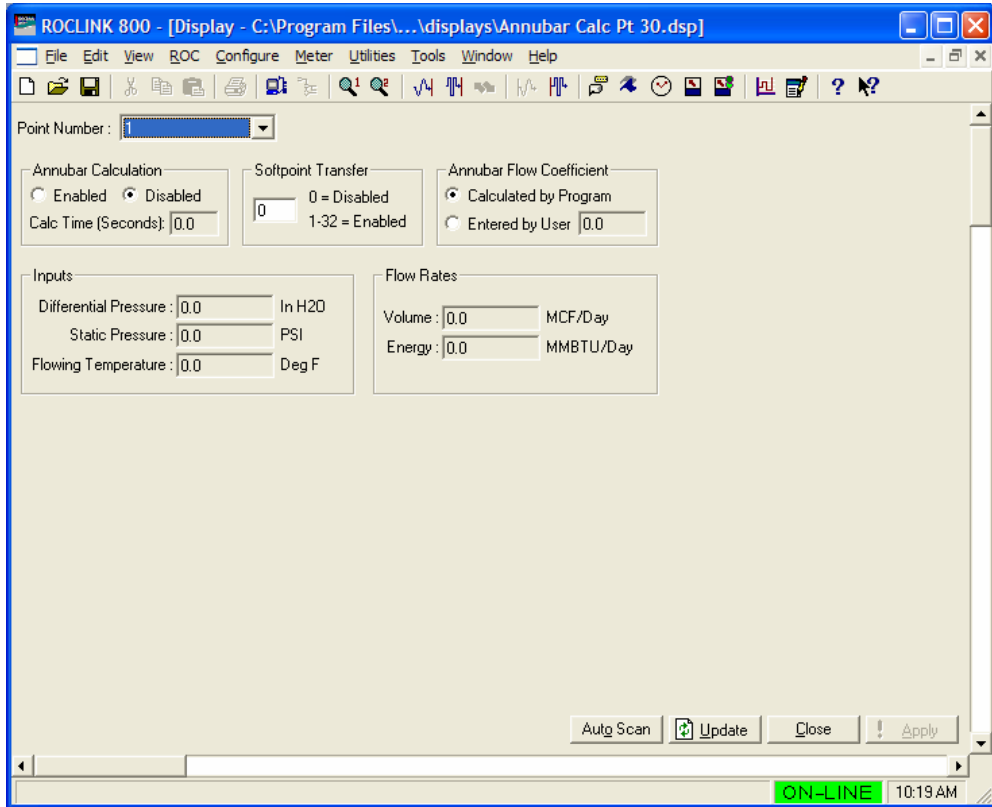 ROCLINK 800 - [Display - C:\Program Files\...\displays\Annubar Calc Pt 30.dsp]
File Edit View ROC Configure Meter Utilities Tools Window Help
Point Number : 1
Annubar Calculation
Enabled Disabled
Calc Time (Seconds): 0.0
Softpoint Transfer
0 0 = Disabled
1-32 = Enabled
Annubar Flow Coefficient
Calculated by Program
Entered by User 0.0
Inputs
Differential Pressure : 0.0 In H2O
Static Pressure : 0.0 PSI
Flowing Temperature : 0.0 Deg F
Flow Rates
Volume : 0.0 MCF/Day
Energy : 0.0 MMBTU/Day
Auto Scan Update Close ! Apply
ON-LINE 10:19 AM